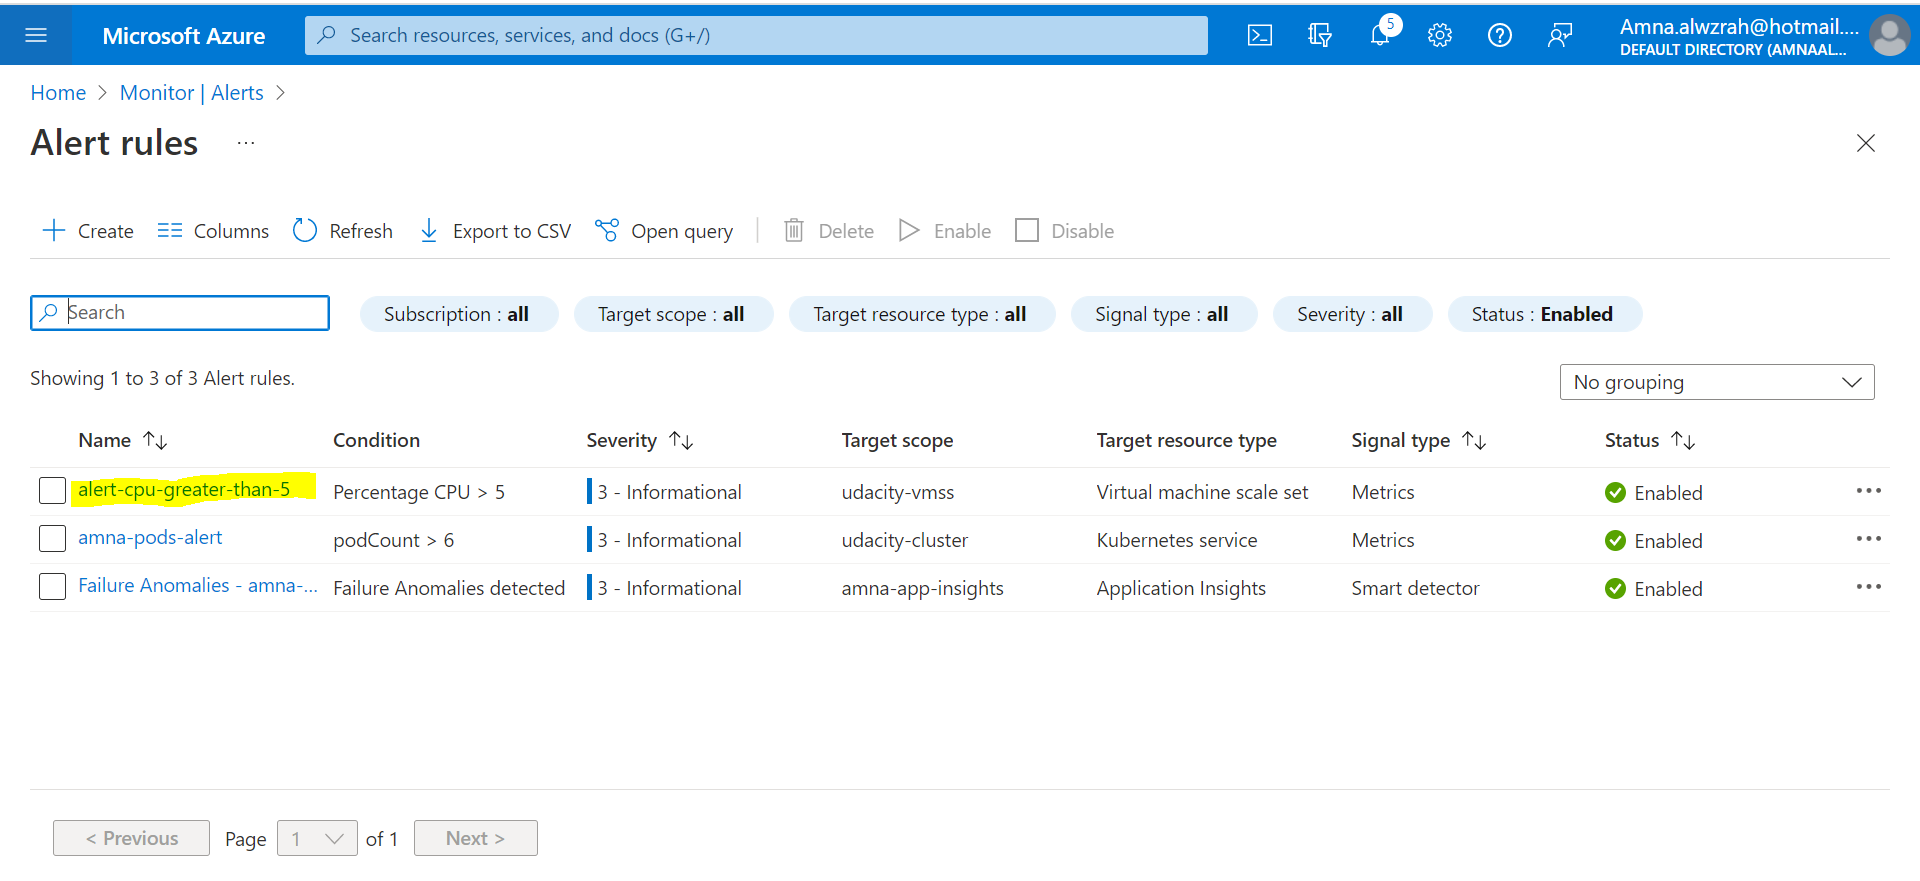 Microsoft Azure
Search resources, services, and docs (G+/)
5
Amna.alwzrah@hotmail....
DEFAULT DIRECTORY (AMNAAL...
Home > Monitor | Alerts >
Alert rules ...
Create Columns Refresh Export to CSV Open query Delete Enable Disable
Search Subscription : all Target scope : all Target resource type : all Signal type : all Severity : all Status : Enabled
Showing 1 to 3 of 3 Alert rules.
No grouping
Name Condition Severity Target scope Target resource type Signal type Status
alert-cpu-greater-than-5 Percentage CPU > 5 3 - Informational udacity-vmss Virtual machine scale set Metrics Enabled
amna-pods-alert podCount > 6 3 - Informational udacity-cluster Kubernetes service Metrics Enabled
Failure Anomalies - amna-... Failure Anomalies detected 3 - Informational amna-app-insights Application Insights Smart detector Enabled
< Previous Page 1 of 1 Next >